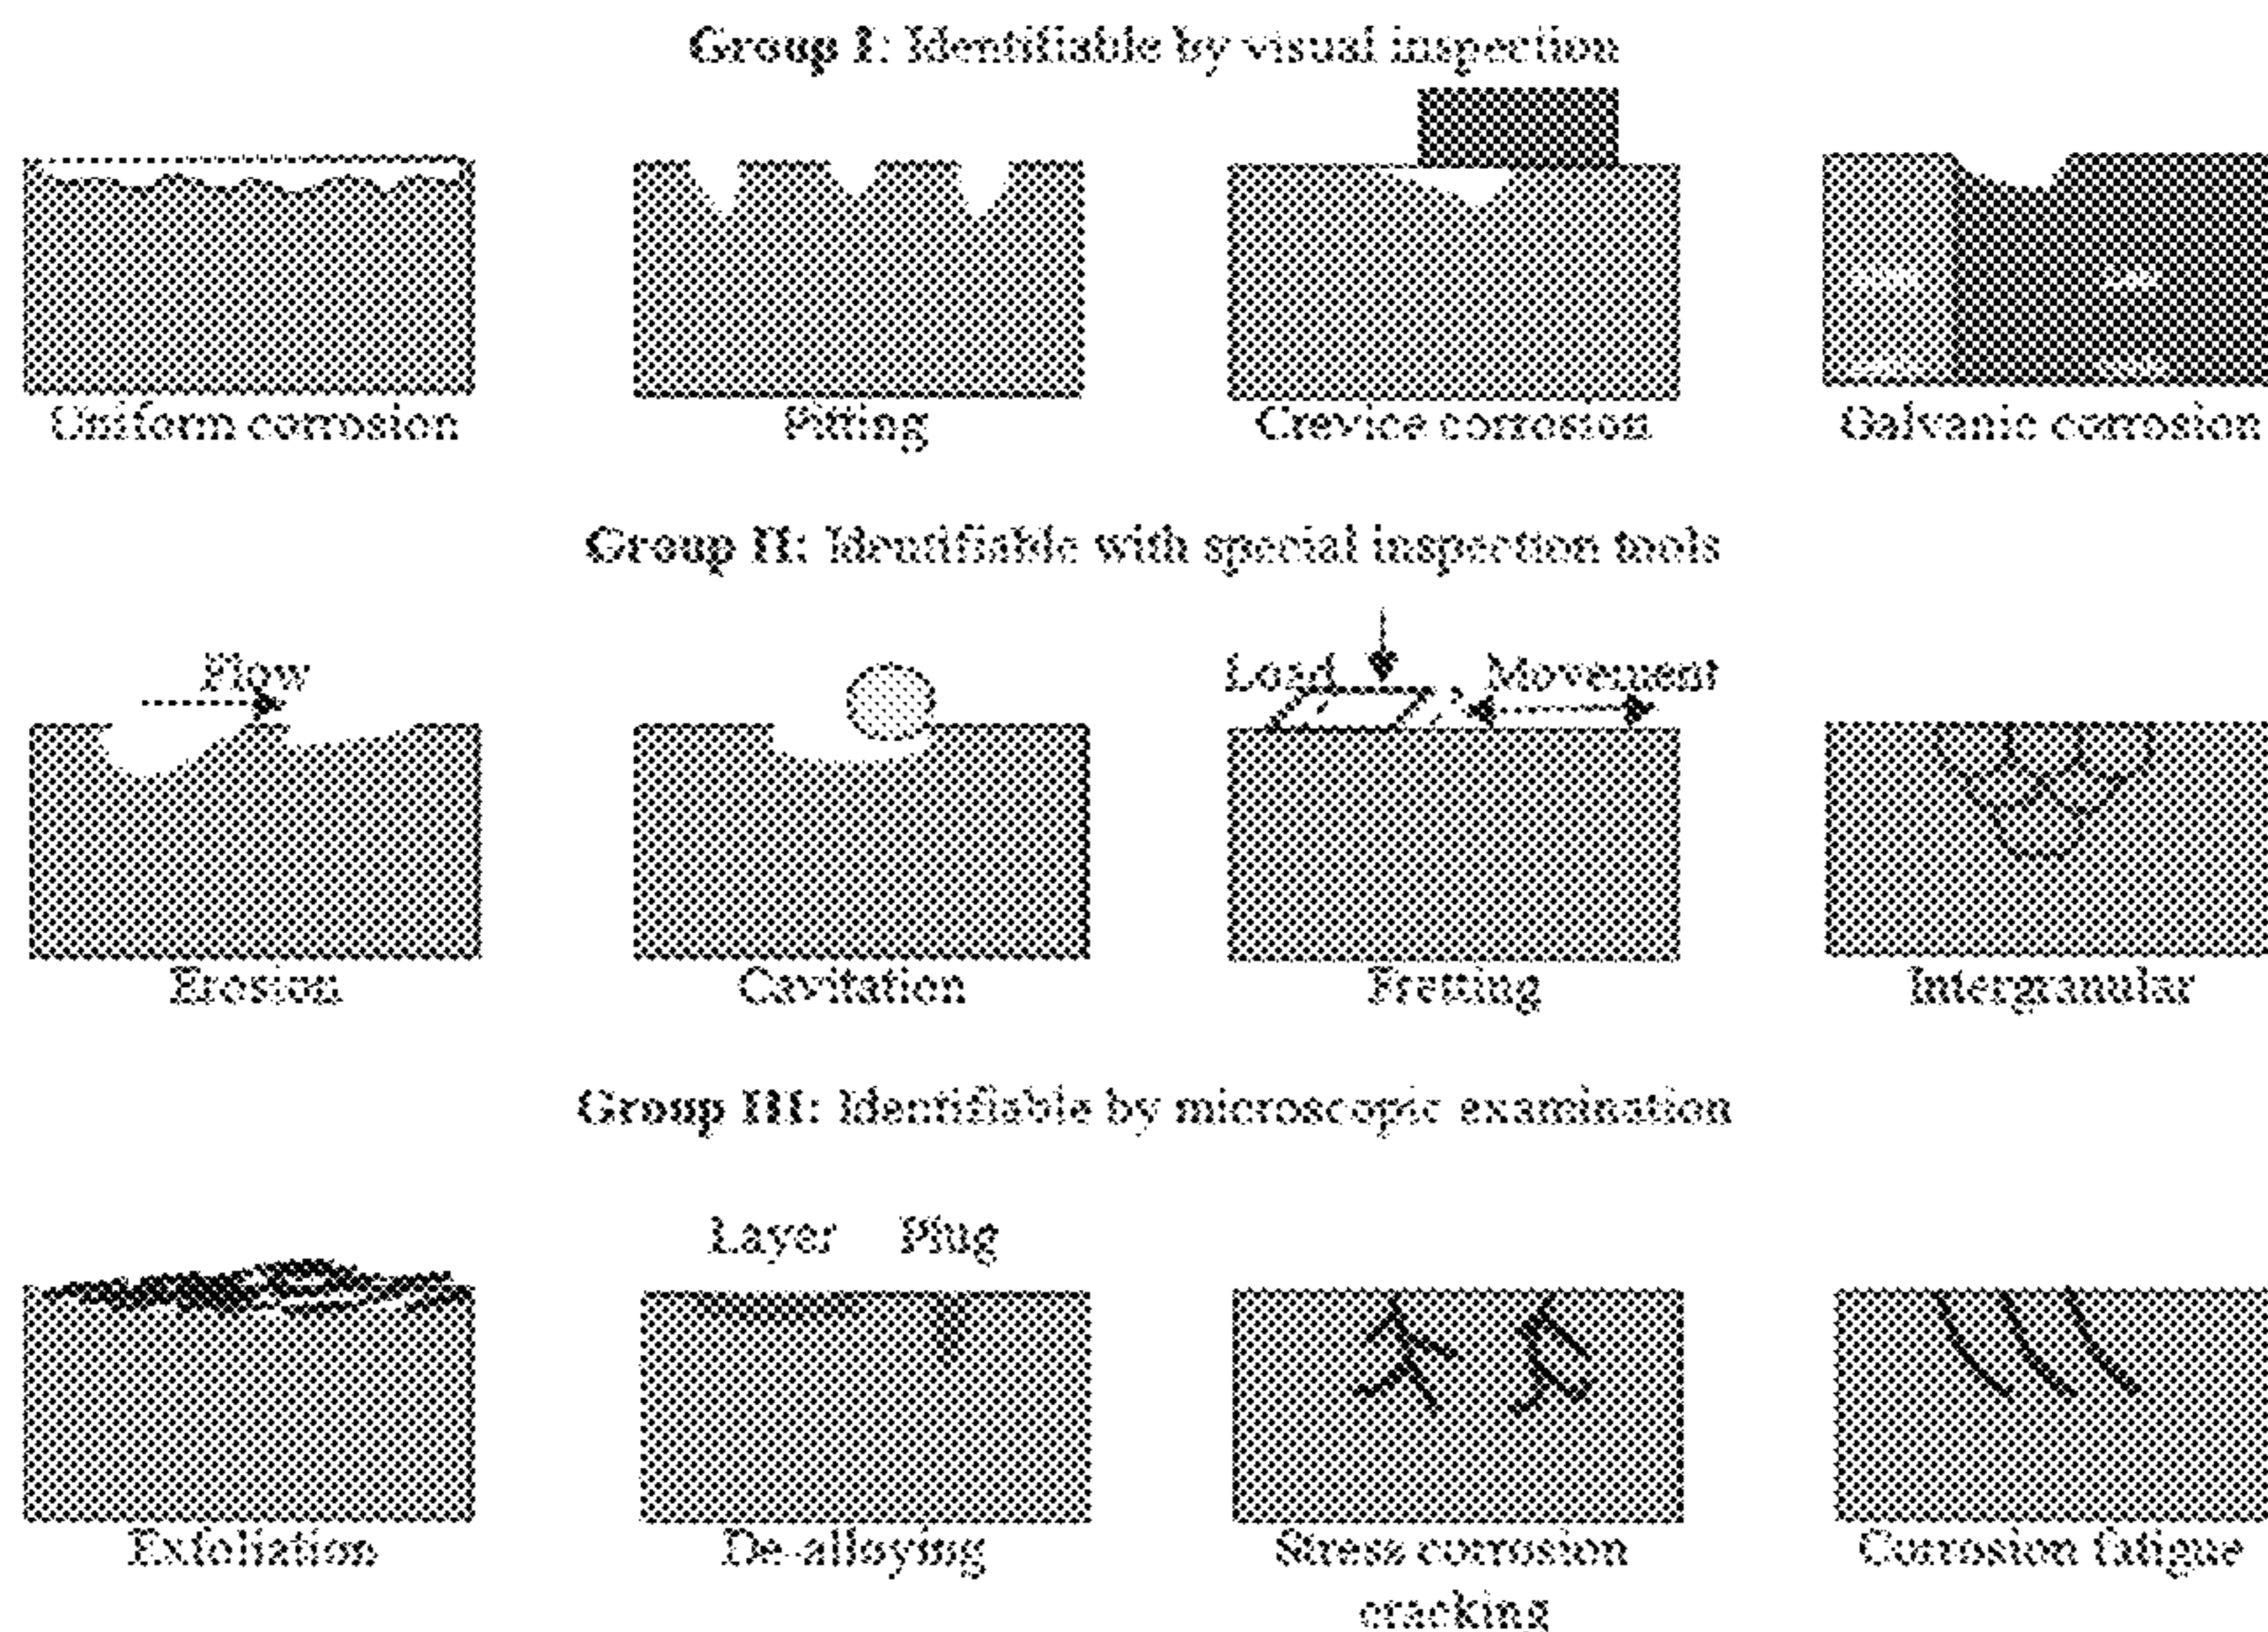 Group I: Identifiable by visual inspection
Uniform corrosion
Pitting
Crevice corrosion
Galvanic corrosion
Group II: Identifiable with special inspection tools
Flow
Load
Movement
Erosion
Cavitation
Fretting
Intergranular
Group III: Identifiable by microscopic examination
Layer
Plug
Exfoliation
De-alloying
Stress corrosion
cracking
Corrosion fatigue